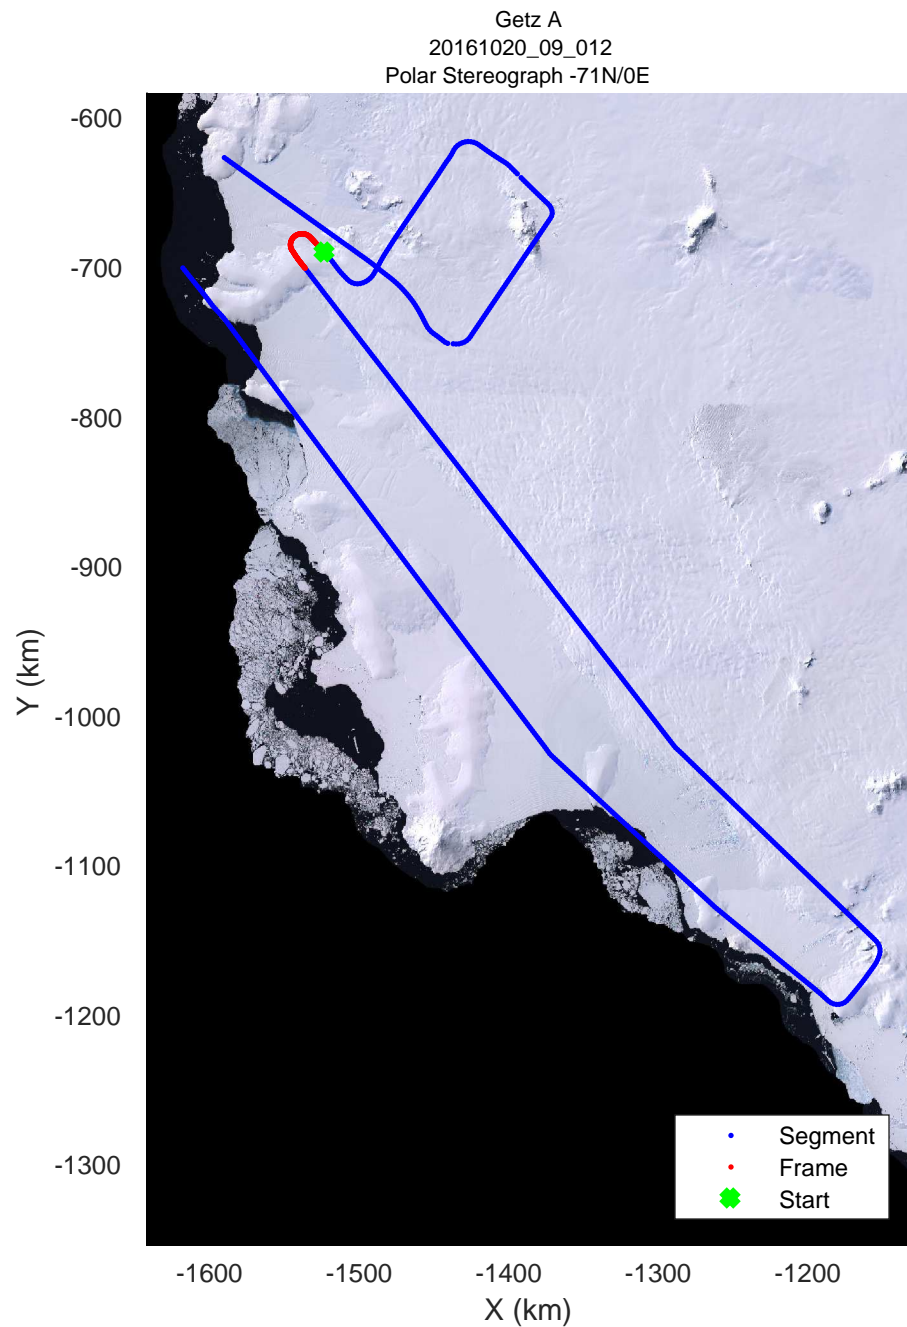 Getz A
20161020_09_012
Polar Stereograph -71N/0E
-600
-700
-800
-900
-1000
-1100
-1200
-1300
Y (km)
-1600 -1500 -1400 -1300 -1200
X (km)
Segment
Frame
Start